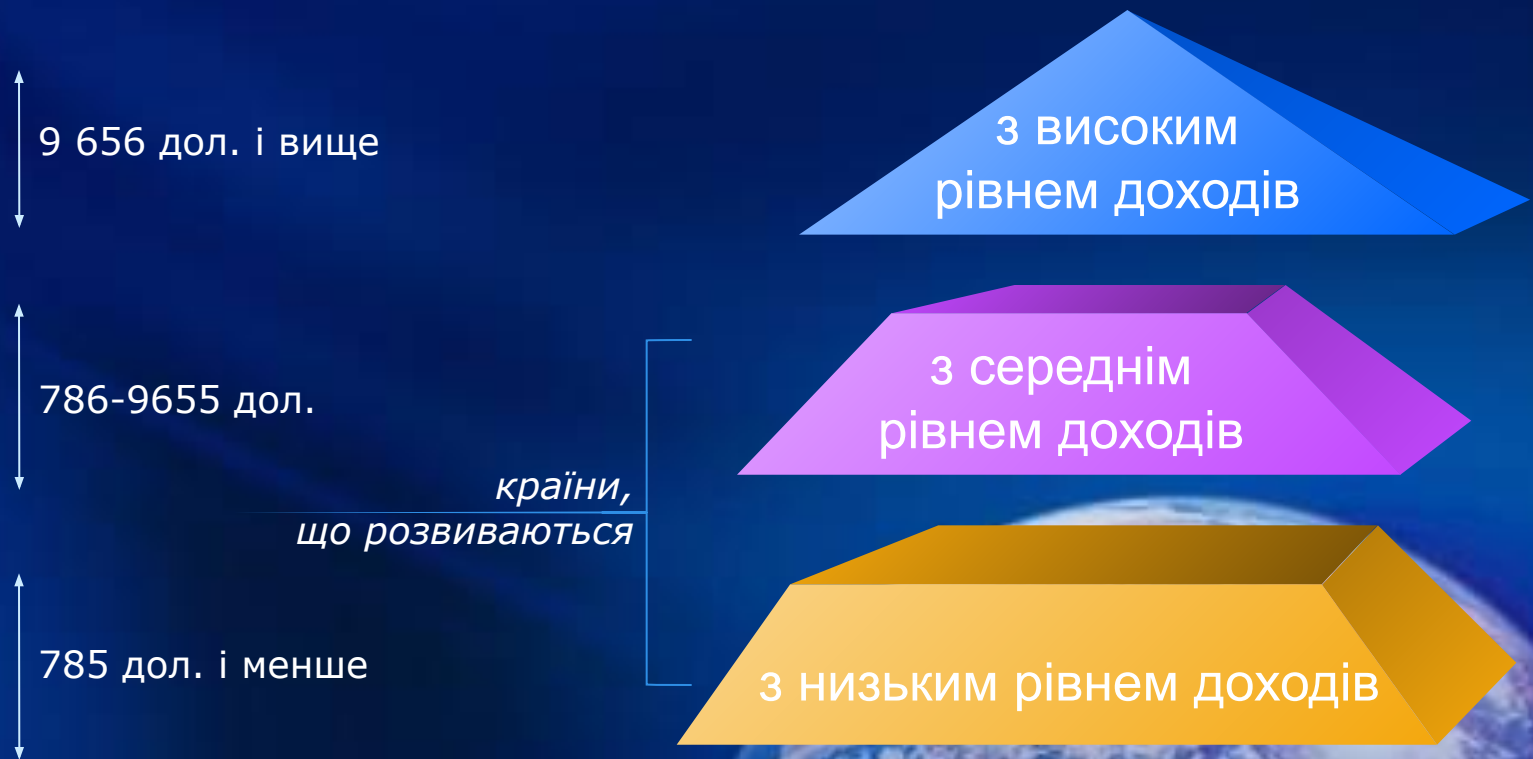 9 656 дол. і вище
з високим
рівнем доходів
786-9655 дол.
з середнім
рівнем доходів
країни,
що розвиваються
785 дол. і менше
з низьким рівнем доходів